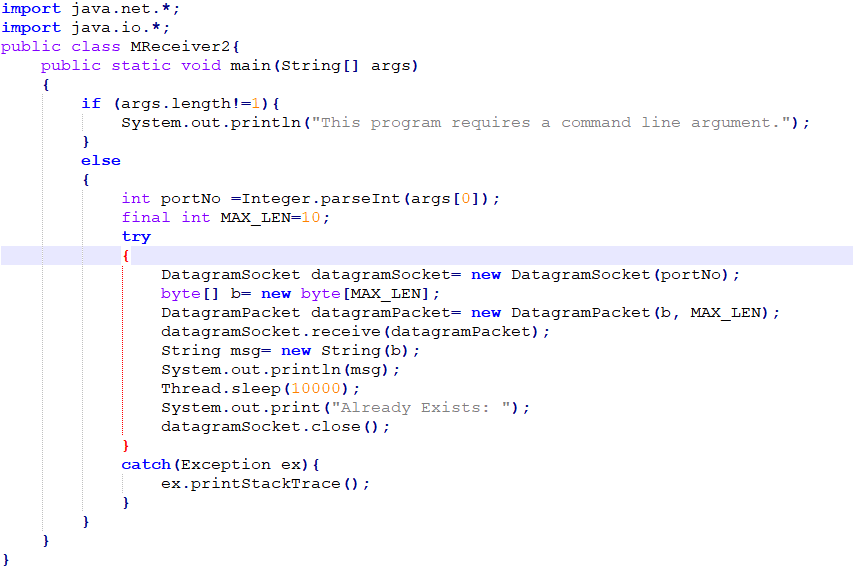 import java.net.*;
import java.io.*;
public class MReceiver2{
    public static void main(String[] args)
    {
        if (args.length!=1){
            System.out.println("This program requires a command line argument.");
        }
        else
        {
            int portNo =Integer.parseInt(args[0]);
            final int MAX_LEN=10;
            try
            {
                DatagramSocket datagramSocket= new DatagramSocket(portNo);
                byte[] b= new byte[MAX_LEN];
                DatagramPacket datagramPacket= new DatagramPacket(b, MAX_LEN);
                datagramSocket.receive(datagramPacket);
                String msg= new String(b);
                System.out.println(msg);
                Thread.sleep(10000);
                System.out.print("Already Exists: ");
                datagramSocket.close();
            }
            catch(Exception ex){
                ex.printStackTrace();
            }
        }
    }
}